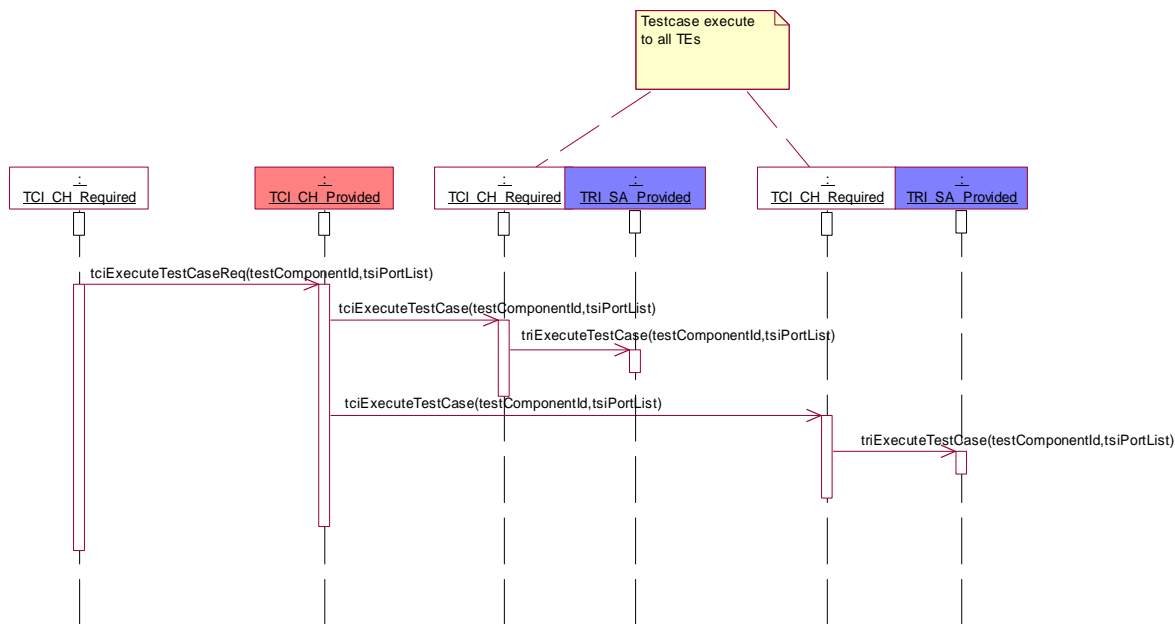 Testcase execute
to all TEs
:
TCI_CH_Required
:
TCI_CH_Provided
:
TCI_CH_Required
:
TRI_SA_Provided
:
TCI_CH_Required
:
TRI_SA_Provided
tciExecuteTestCaseReq(testComponentId,tsiPortList)
tciExecuteTestCase(testComponentId,tsiPortList)
triExecuteTestCase(testComponentId,tsiPortList)
tciExecuteTestCase(testComponentId,tsiPortList)
triExecuteTestCase(testComponentId,tsiPortList)